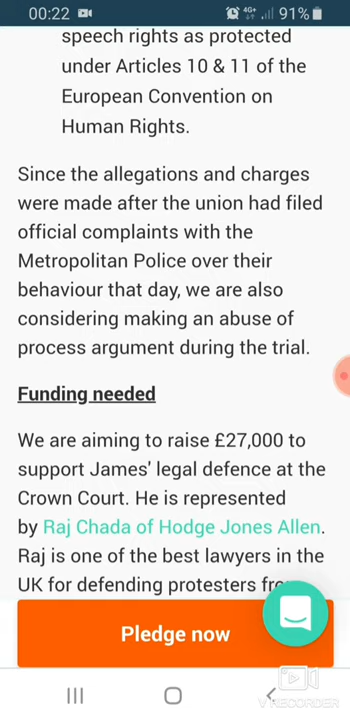 00:22
4G+
91%
speech rights as protected
under Articles 10 & 11 of the
European Convention on
Human Rights.
Since the allegations and charges
were made after the union had filed
official complaints with the
Metropolitan Police over their
behaviour that day, we are also
considering making an abuse of
process argument during the trial.
Funding needed
We are aiming to raise £27,000 to
support James' legal defence at the
Crown Court. He is represented
by Raj Chada of Hodge Jones Allen.
Raj is one of the best lawyers in the
UK for defending protesters
Pledge now
V RECORDER